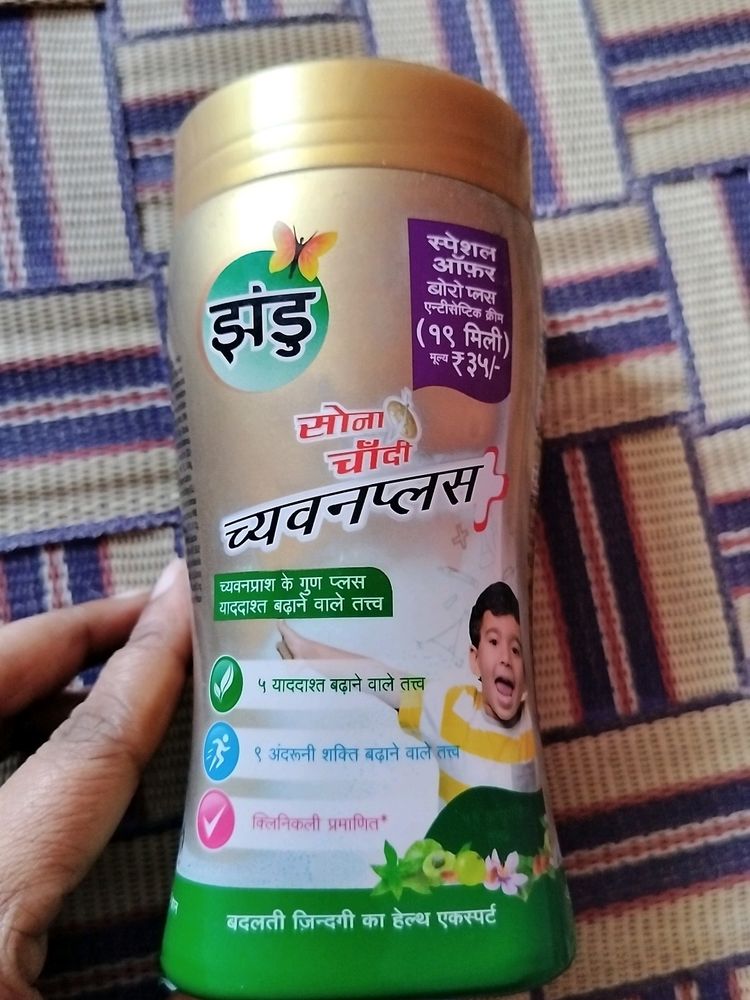 झंडु
स्पेशल
ऑफ़र
बोरो प्लस
एन्टीसेप्टिक क्रीम
(१९ मिली)
मूल्य ₹३५/-
सोना
चाँदी
च्यवनप्लस
च्यवनप्राश के गुण प्लस
याददाश्त बढ़ाने वाले तत्त्व
५ याददाश्त बढ़ाने वाले तत्त्व
९ अंदरूनी शक्ति बढ़ाने वाले तत्त्व
क्लिनिकली प्रमाणित*
बदलती ज़िन्दगी का हेल्थ एक्सपर्ट